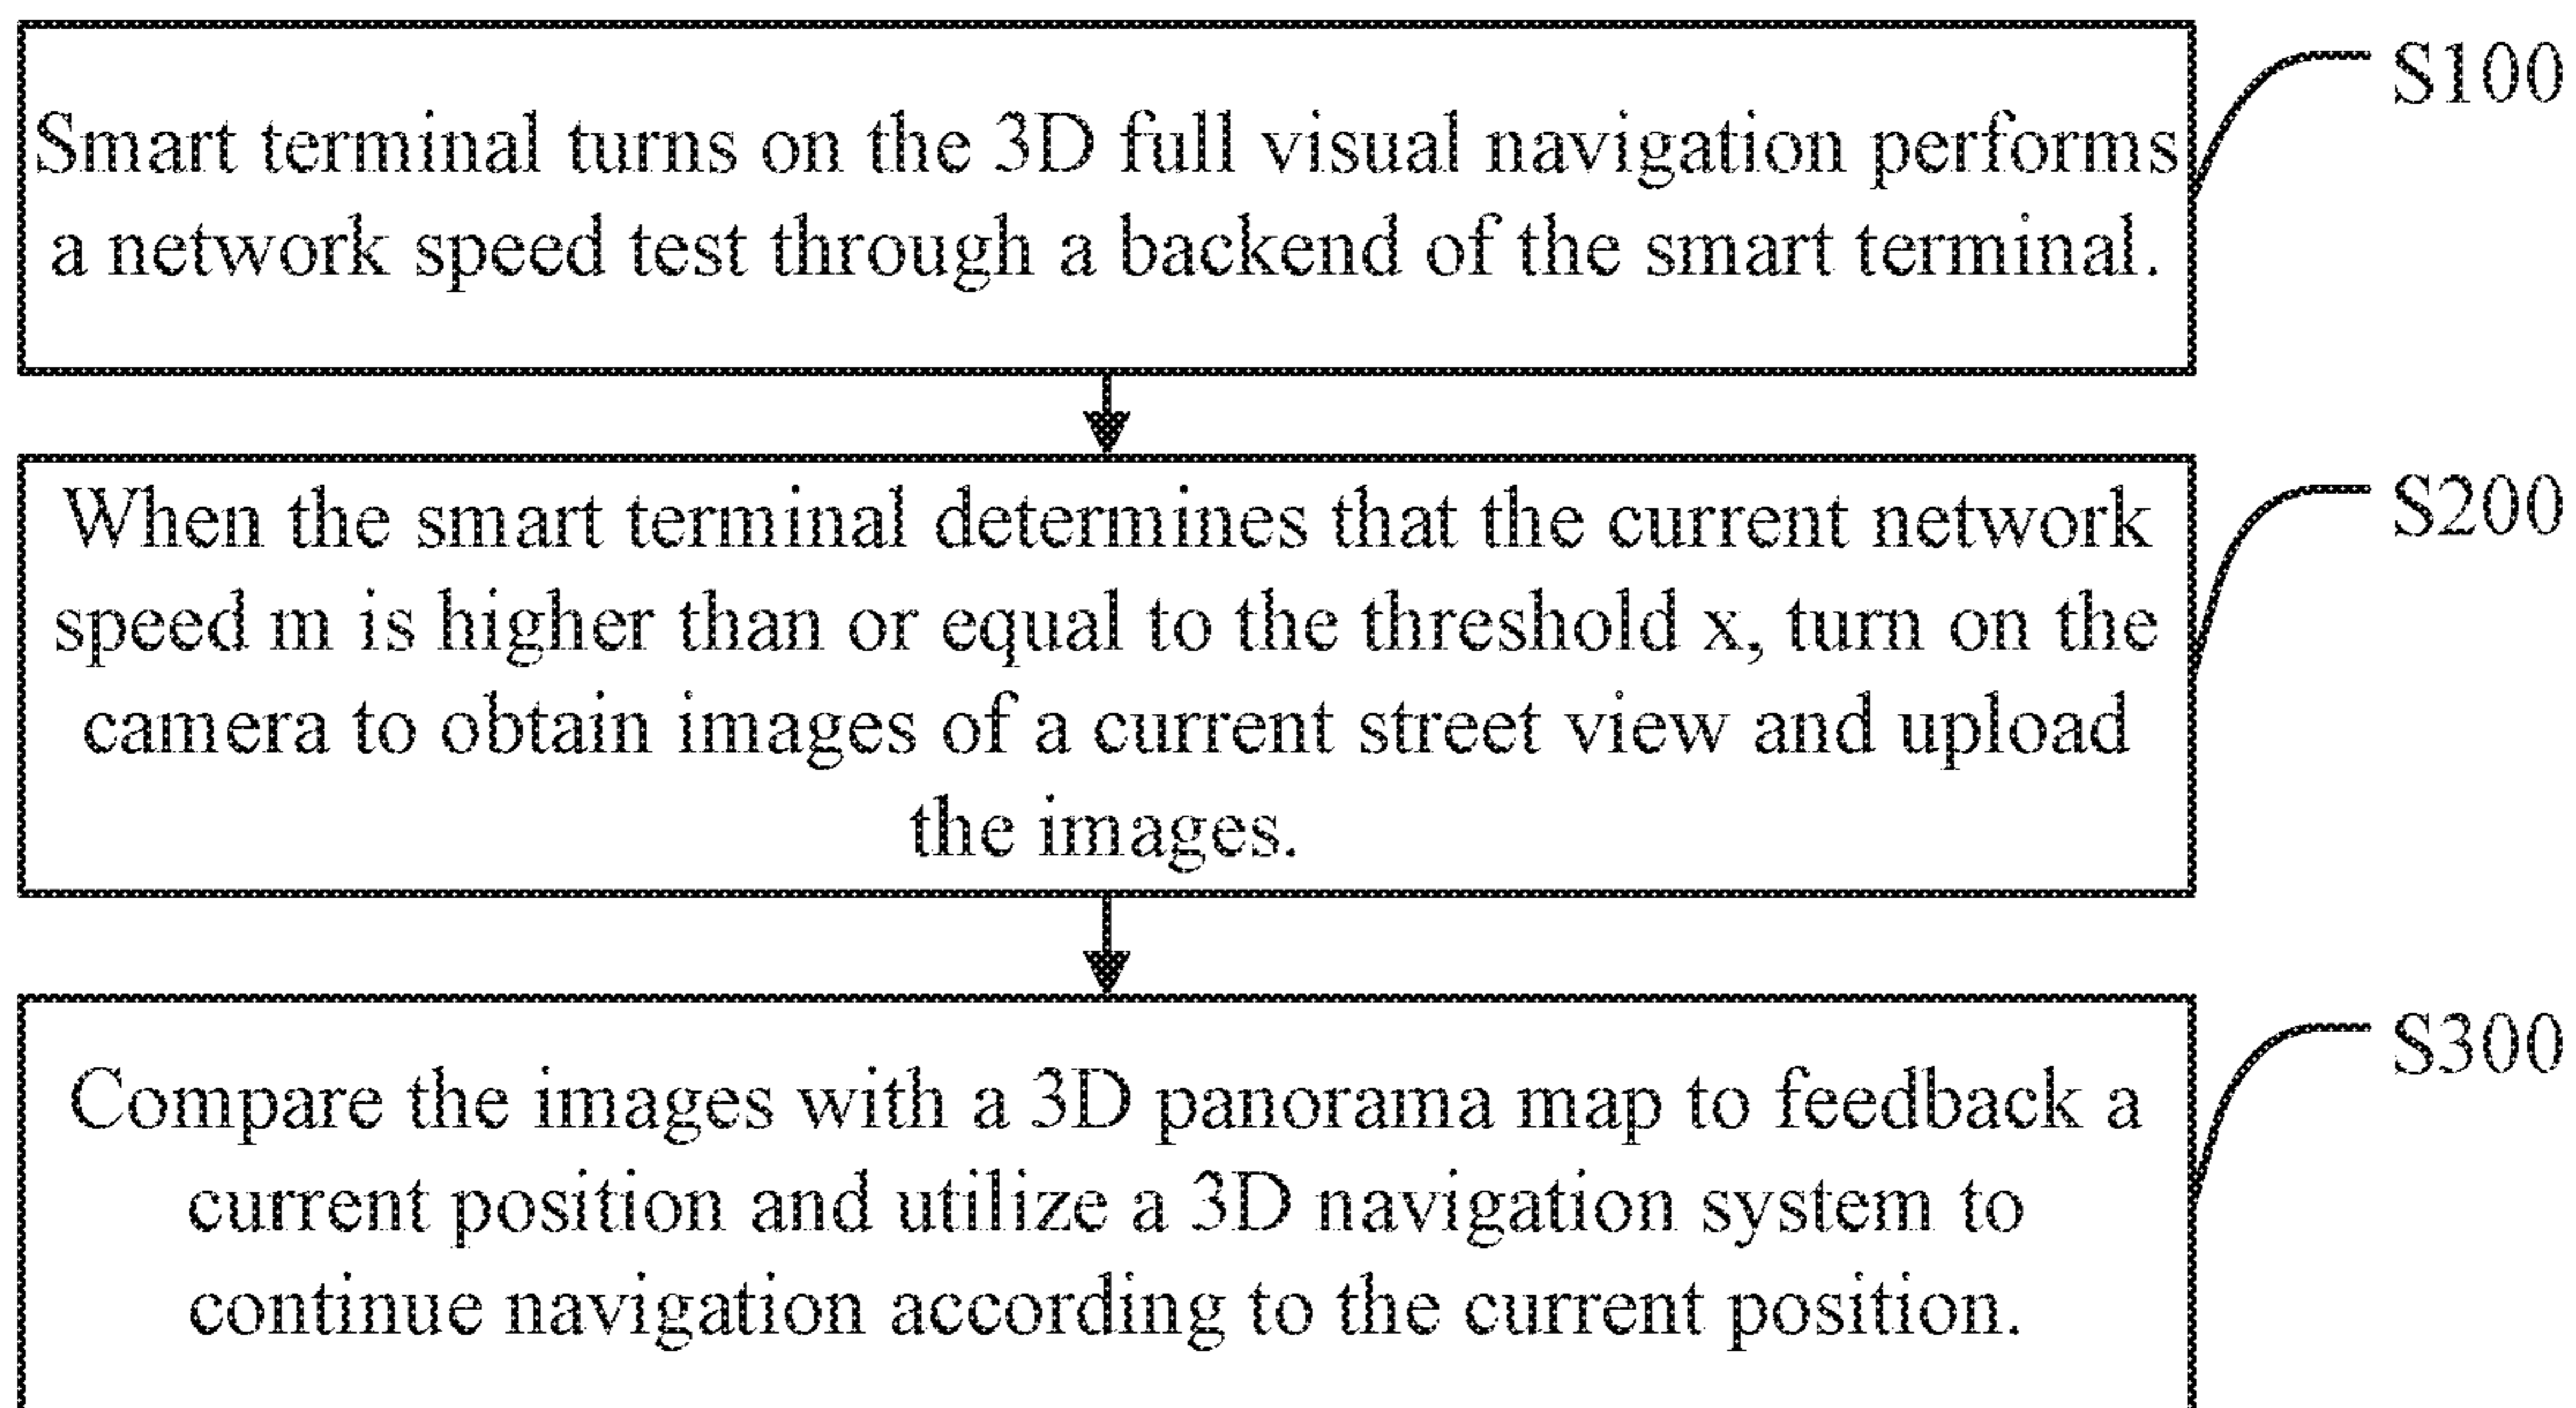 S100
Smart terminal turns on the 3D full visual navigation performs
a network speed test through a backend of the smart terminal.
S200
When the smart terminal determines that the current network
speed m is higher than or equal to the threshold x, turn on the
camera to obtain images of a current street view and upload
the images.
S300
Compare the images with a 3D panorama map to feedback a
current position and utilize a 3D navigation system to
continue navigation according to the current position.